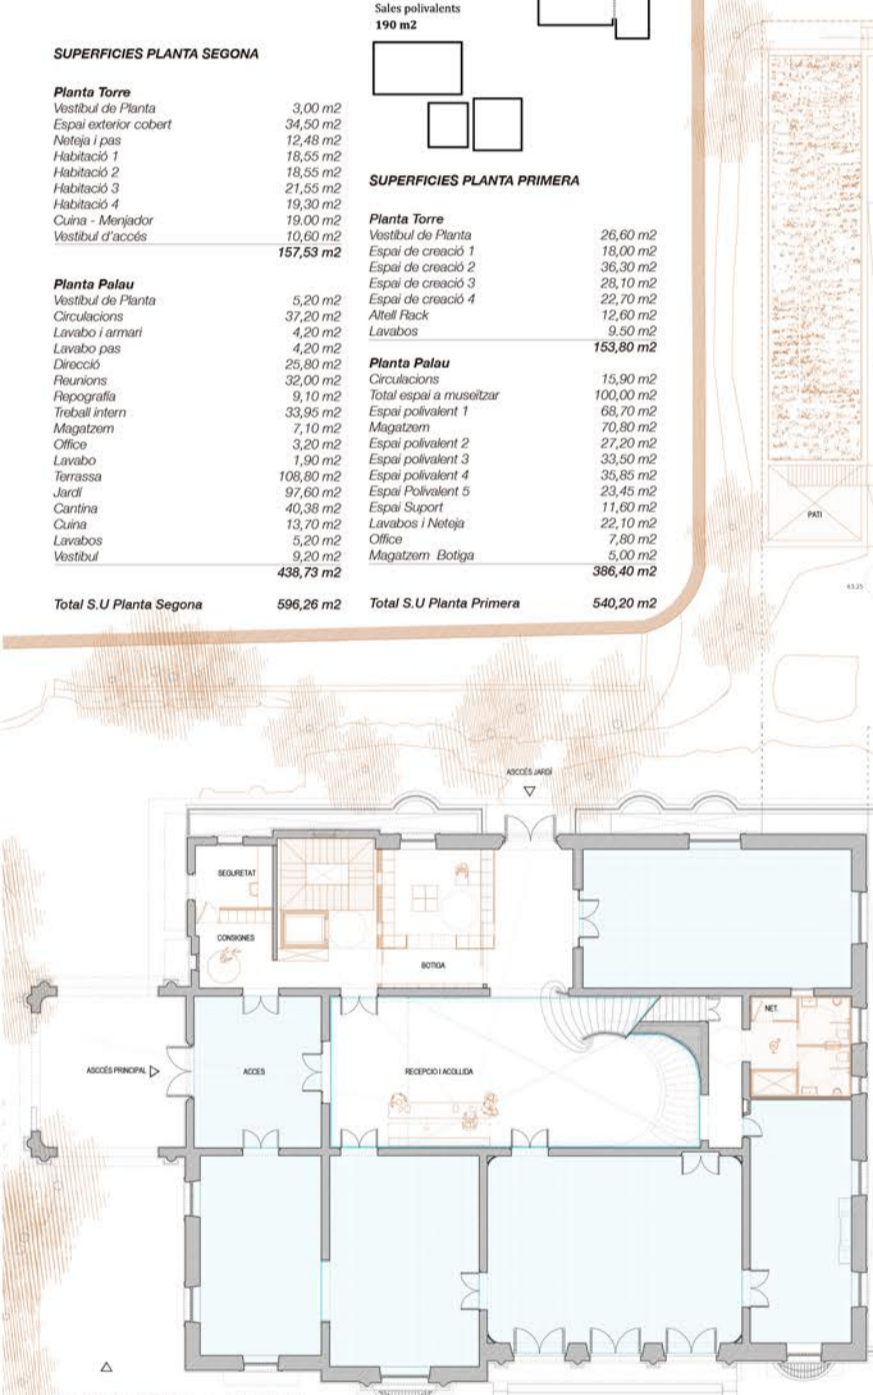 Sales polivalents
190 m2
SUPERFICIES PLANTA SEGONA
Planta Torre
Vestíbul de Planta 3,00 m2
Espai exterior cobert 34,50 m2
Neteja i pas 12,48 m2
Habitació 1 18,55 m2
Habitació 2 18,55 m2
Habitació 3 21,55 m2
Habitació 4 19,30 m2
Cuina - Menjador 19.00 m2
Vestíbul d'accés 10,60 m2
157,53 m2
Planta Palau
Vestíbul de Planta 5,20 m2
Circulacions 37,20 m2
Lavabo i armari 4,20 m2
Lavabo pas 4,20 m2
Direcció 25,80 m2
Reunions 32,00 m2
Repografia 9,10 m2
Treball intern 33,95 m2
Magatzem 7,10 m2
Office 3,20 m2
Lavabo 1,90 m2
Terrassa 108,80 m2
Jardí 97,60 m2
Cantina 40,38 m2
Cuina 13,70 m2
Lavabos 5,20 m2
Vestíbul 9,20 m2
438,73 m2
Total S.U Planta Segona 596,26 m2
SUPERFICIES PLANTA PRIMERA
Planta Torre
Vestíbul de Planta 26,60 m2
Espai de creació 1 18,00 m2
Espai de creació 2 36,30 m2
Espai de creació 3 28,10 m2
Espai de creació 4 22,70 m2
Altell Rack 12,60 m2
Lavabos 9.50 m2
153,80 m2
Planta Palau
Circulacions 15,90 m2
Total espai a museïtzar 100,00 m2
Espai polivalent 1 68,70 m2
Magatzem 70,80 m2
Espai polivalent 2 27,20 m2
Espai polivalent 3 33,50 m2
Espai polivalent 4 35,85 m2
Espai Polivalent 5 23,45 m2
Espai Suport 11,60 m2
Lavabos i Neteja 22,10 m2
Office 7,80 m2
Magatzem Botiga 5,00 m2
386,40 m2
Total S.U Planta Primera 540,20 m2
PATI
63.25
ASCCÉS JARDÍ
SEGURETAT
CONSIGNES
BOTIGA
NET.
ASCCÉS PRINCIPAL
ACCES
RECEPCIO I ACOLLIDA